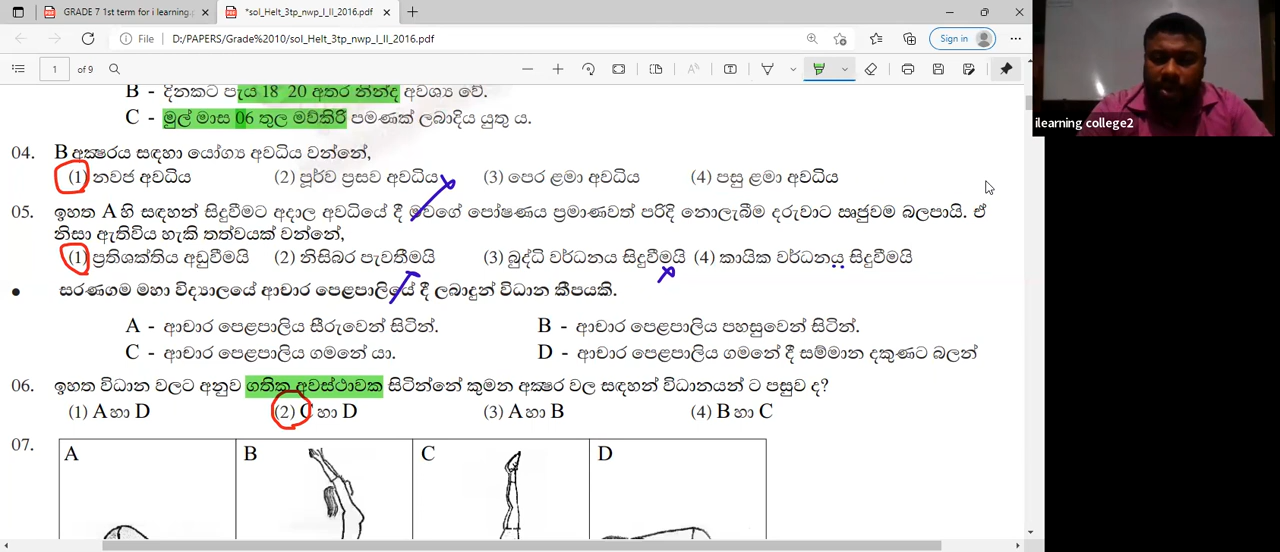 GRADE 7 1st term for i learning.p
*sol_Helt_3tp_nwp_I_II_2016.pdf
File D:/PAPERS/Grade%2010/sol_Helt_3tp_nwp_I_II_2016.pdf
Sign in
1 of 9
ilearning college2
B - දිනකට පැය 18 20 අතර නින්ද අවශ්‍ය වේ.
C - මුල් මාස 06 තුල මව්කිරි පමණක් ලබාදිය යුතු ය.
04. B අක්‍ෂරය සඳහා යෝග්‍ය අවධිය වන්නේ,
(1) නවජ අවධිය (2) පූර්ව ප්‍රසව අවධිය (3) පෙර ළමා අවධිය (4) පසු ළමා අවධිය
05. ඉහත A හි සඳහන් සිදුවීමට අදාල අවධියේ දී මවගේ පෝෂණය ප්‍රමාණවත් පරිදි නොලැබීම දරුවාට ඍජුවම බලපායි. ඒ
නිසා ඇතිවිය හැකි තත්වයක් වන්නේ,
(1) ප්‍රතිශක්තිය අඩුවීමයි (2) නිසිබර පැවතීමයි (3) බුද්ධි වර්ධනය සිදුවීමයි (4) කායික වර්ධනය සිදුවීමයි
• සරණගම මහා විද්‍යාලයේ ආචාර පෙළපාලියේ දී ලබාදුන් විධාන කීපයකි.
A - ආචාර පෙළපාලිය සීරුවෙන් සිටින්. B - ආචාර පෙළපාලිය පහසුවෙන් සිටින්.
C - ආචාර පෙළපාලිය ගමනේ යා. D - ආචාර පෙළපාලිය ගමනේ දී සම්මාන දකුණට බලන්
06. ඉහත විධාන වලට අනුව ගතික අවස්ථාවක සිටින්නේ කුමන අක්‍ෂර වල සඳහන් විධානයන් ට පසුව ද?
(1) A හා D (2) C හා D (3) A හා B (4) B හා C
07. A B C D